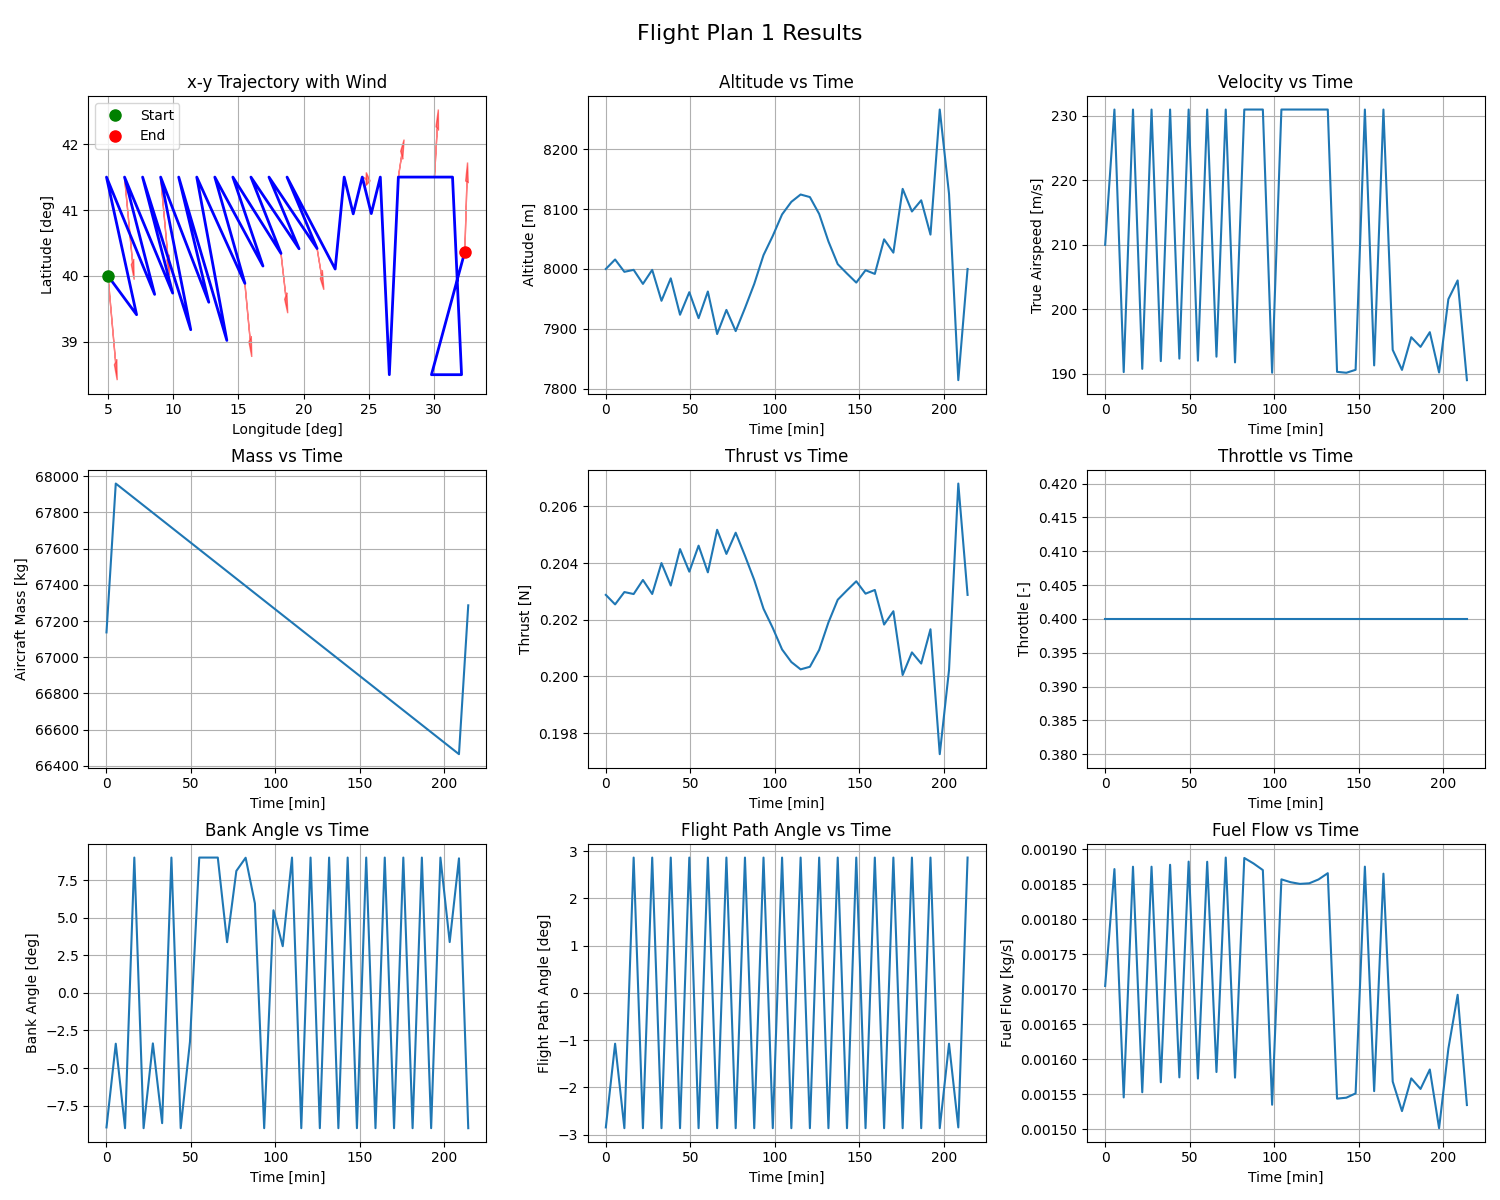 Flight Plan 1 Results
x-y Trajectory with Wind
Start
End
42
41
40
39
5 10 15 20 25 30
Latitude [deg]
Longitude [deg]
Altitude vs Time
8200
8100
8000
7900
7800
0 50 100 150 200
Altitude [m]
Time [min]
Velocity vs Time
230
220
210
200
190
0 50 100 150 200
True Airspeed [m/s]
Time [min]
Mass vs Time
68000
67800
67600
67400
67200
67000
66800
66600
66400
0 50 100 150 200
Aircraft Mass [kg]
Time [min]
Thrust vs Time
0.206
0.204
0.202
0.200
0.198
0 50 100 150 200
Thrust [N]
Time [min]
Throttle vs Time
0.420
0.415
0.410
0.405
0.400
0.395
0.390
0.385
0.380
0 50 100 150 200
Throttle [-]
Time [min]
Bank Angle vs Time
7.5
5.0
2.5
0.0
−2.5
−5.0
−7.5
0 50 100 150 200
Bank Angle [deg]
Time [min]
Flight Path Angle vs Time
3
2
1
0
−1
−2
−3
0 50 100 150 200
Flight Path Angle [deg]
Time [min]
Fuel Flow vs Time
0.00190
0.00185
0.00180
0.00175
0.00170
0.00165
0.00160
0.00155
0.00150
0 50 100 150 200
Fuel Flow [kg/s]
Time [min]